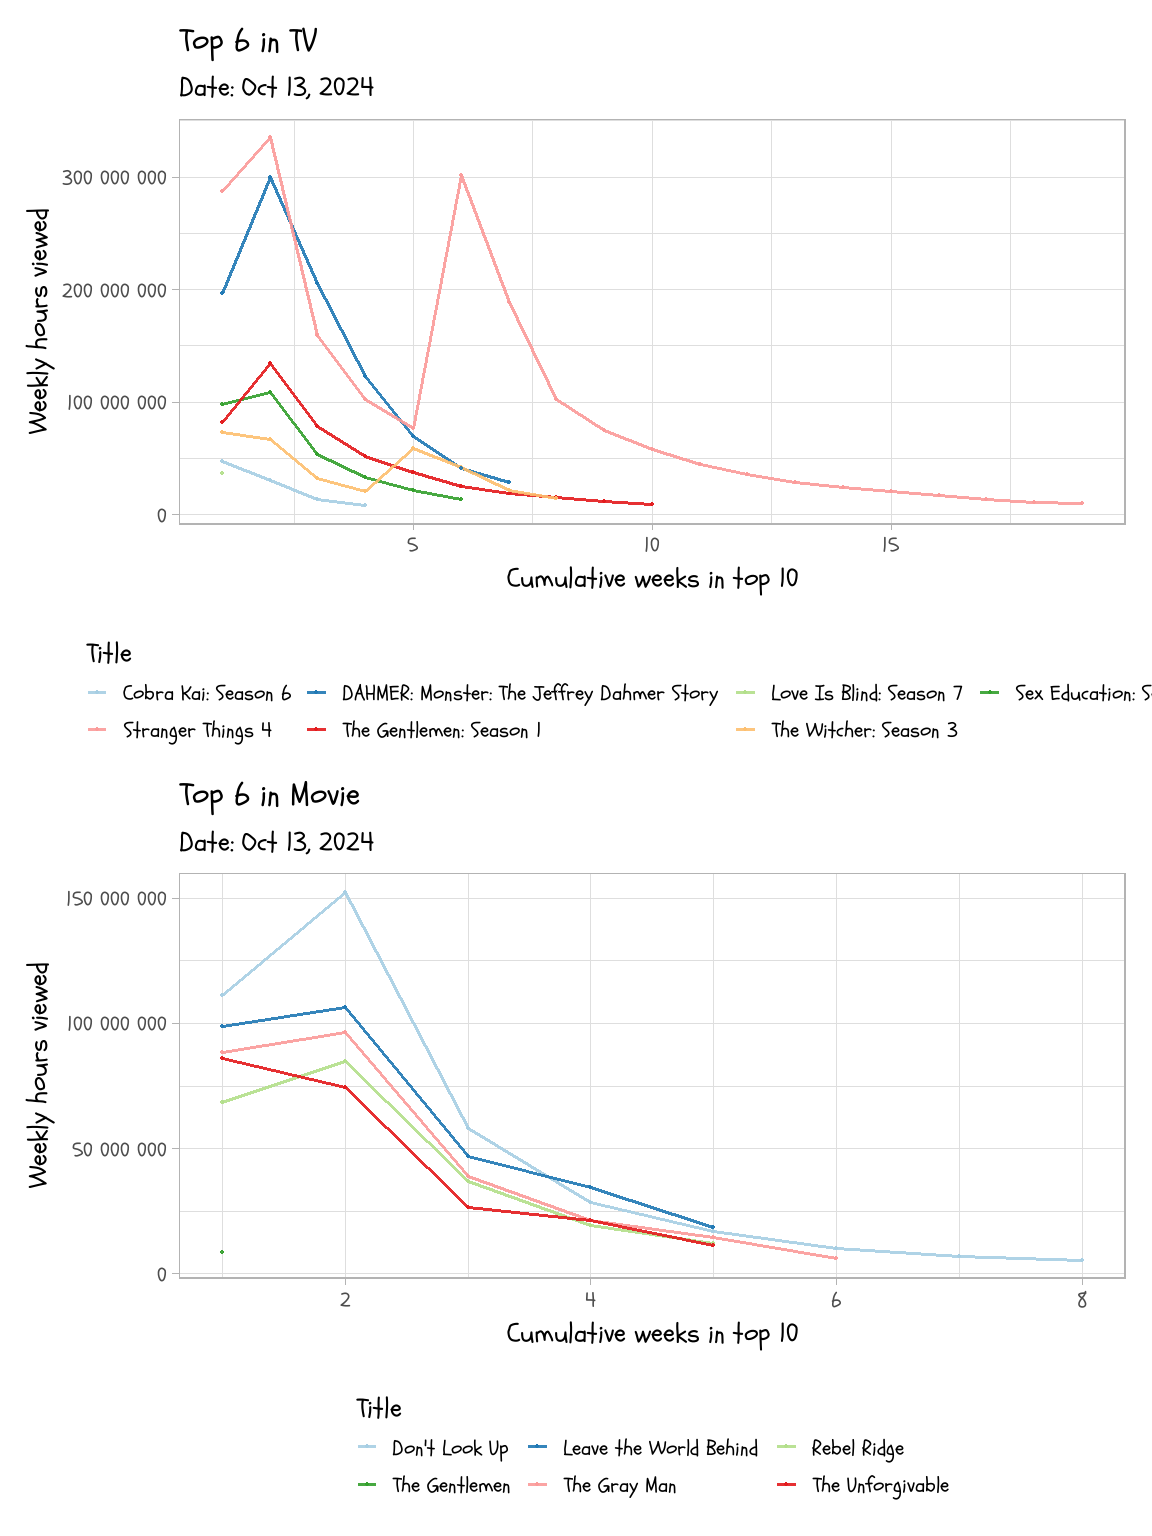 Top 6 in TV
Date: Oct 13, 2024
Weekly hours viewed
300 000 000
200 000 000
100 000 000
0
5 10 15
Cumulative weeks in top 10
Title
Cobra Kai: Season 6 DAHMER: Monster: The Jeffrey Dahmer Story Love Is Blind: Season 7 Sex Education:
Stranger Things 4 The Gentlemen: Season 1 The Witcher: Season 3
Top 6 in Movie
Date: Oct 13, 2024
Weekly hours viewed
150 000 000
100 000 000
50 000 000
0
2 4 6 8
Cumulative weeks in top 10
Title
Don't Look Up Leave the World Behind Rebel Ridge
The Gentlemen The Gray Man The Unforgivable